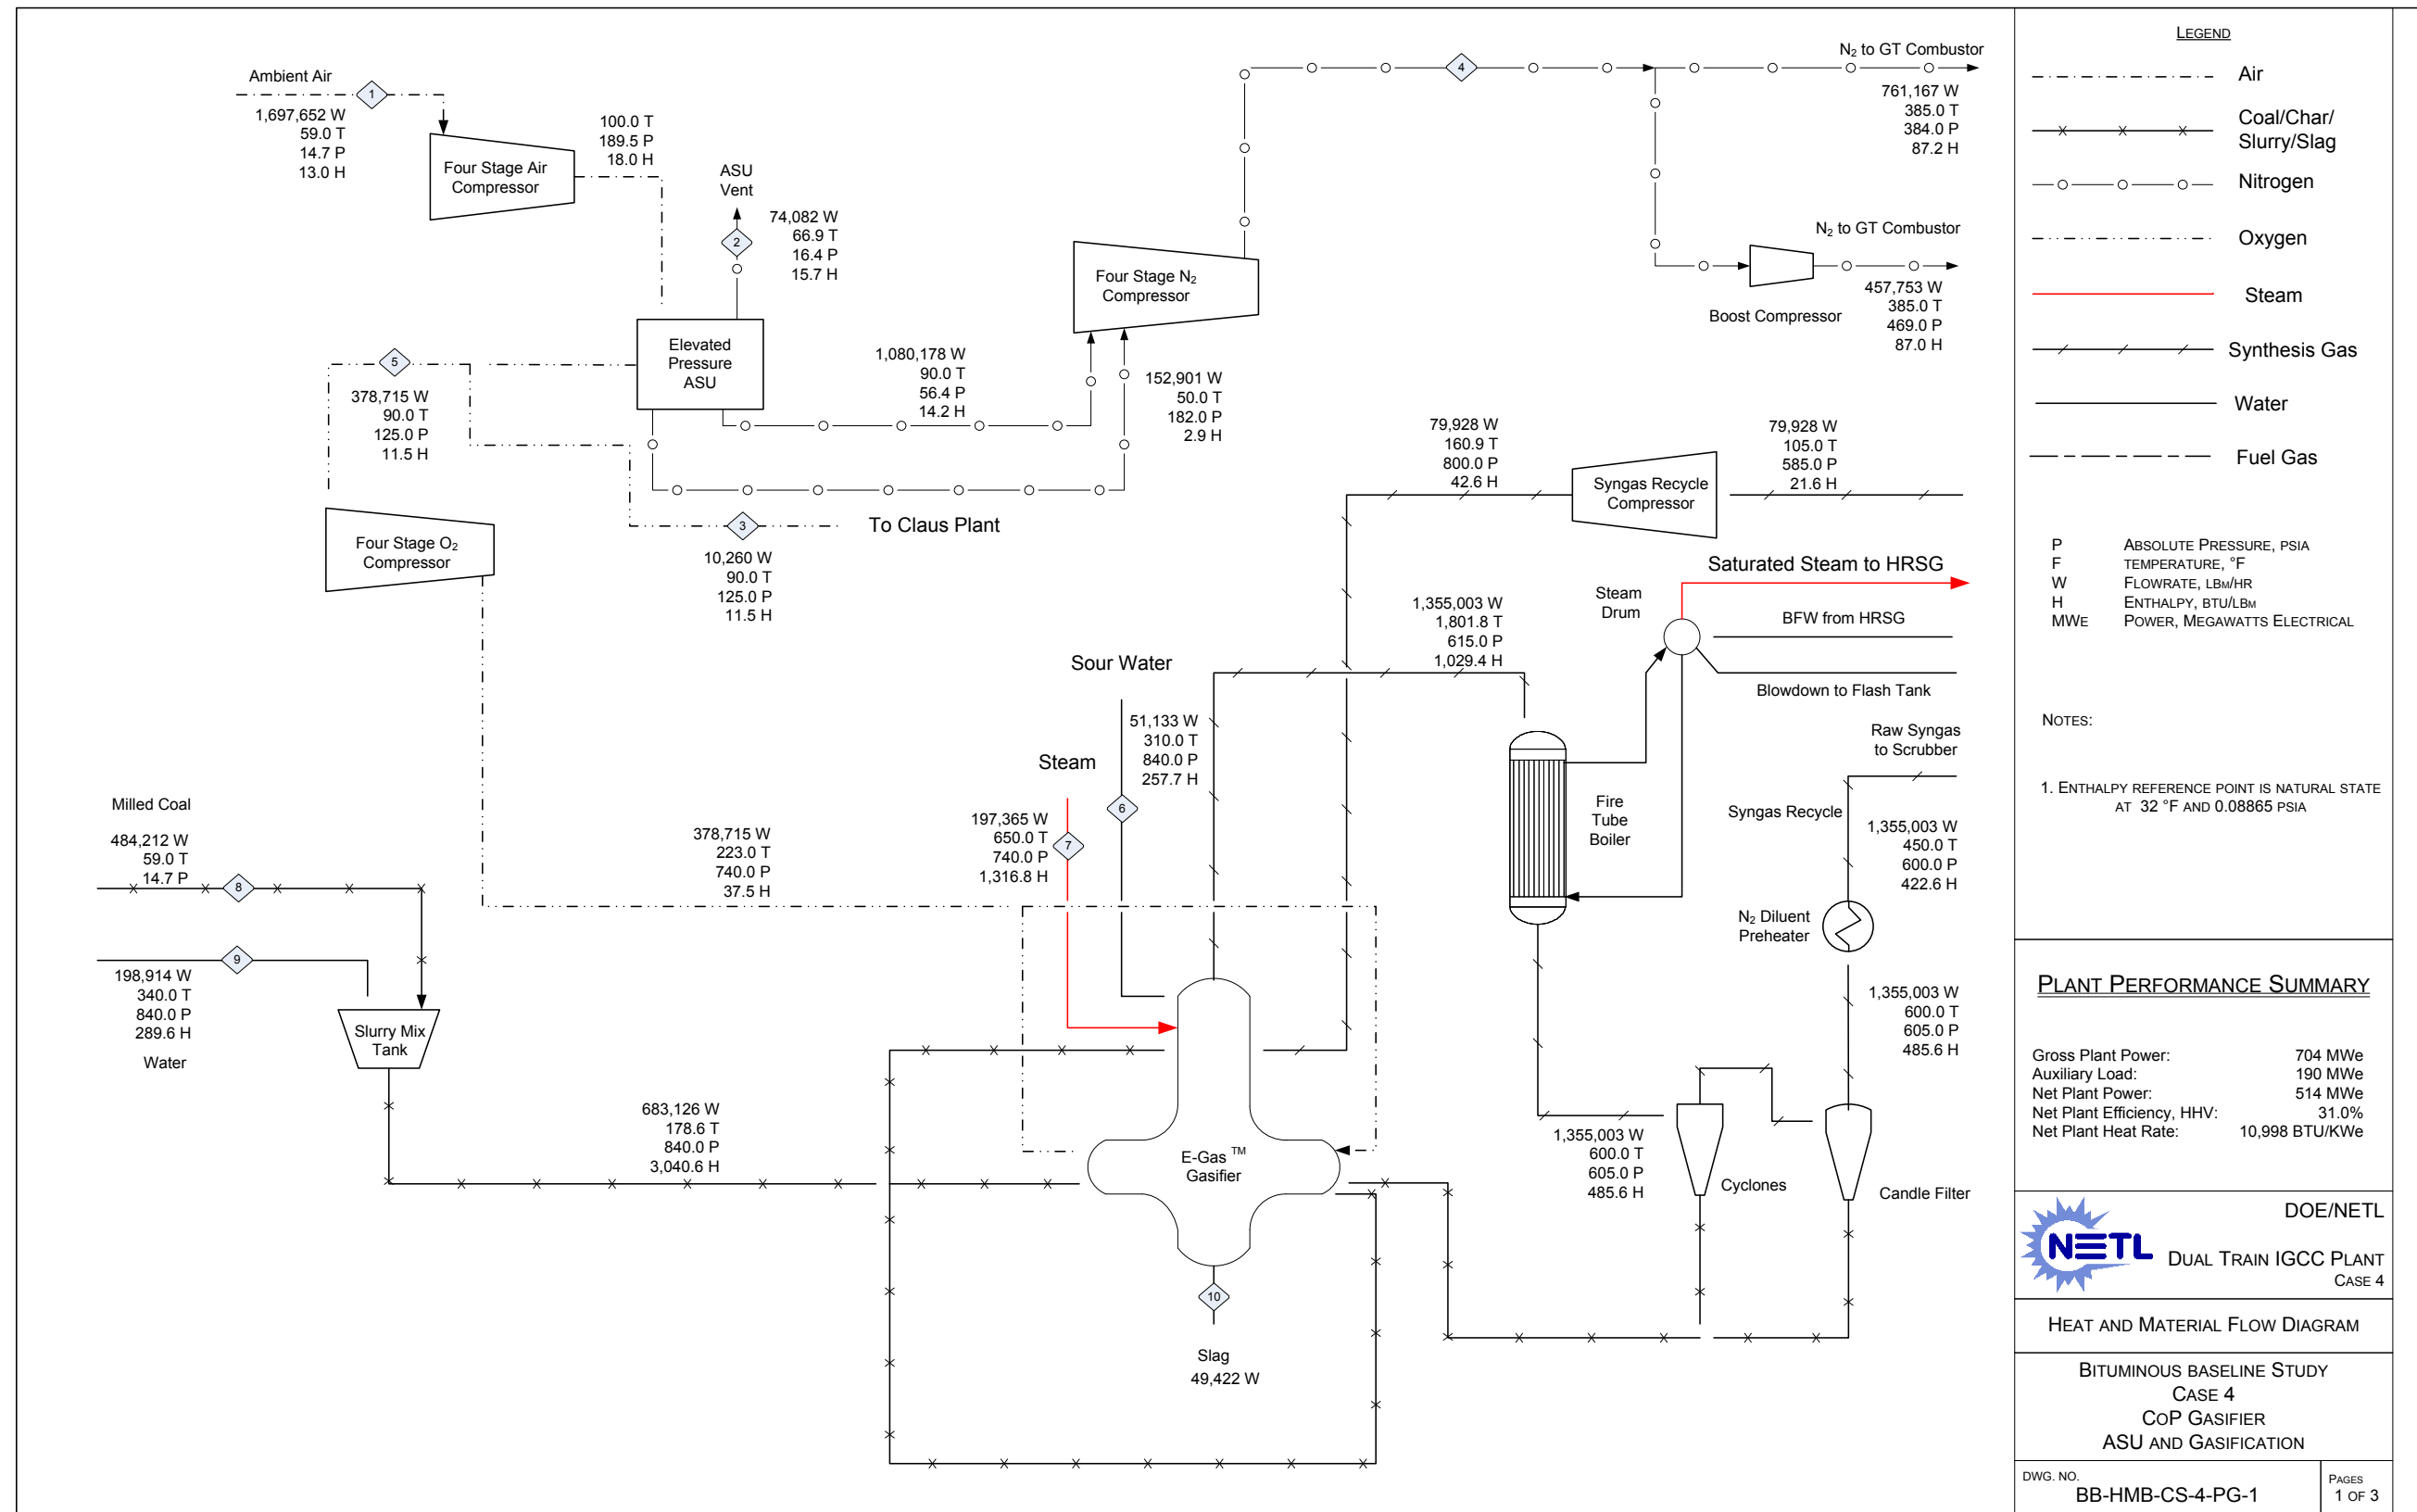 Ambient Air
1
1,697,652 W
59.0 T
14.7 P
13.0 H
Four Stage Air
Compressor
100.0 T
189.5 P
18.0 H
ASU
Vent
2
74,082 W
66.9 T
16.4 P
15.7 H
Elevated
Pressure
ASU
5
378,715 W
90.0 T
125.0 P
11.5 H
1,080,178 W
90.0 T
56.4 P
14.2 H
152,901 W
50.0 T
182.0 P
2.9 H
Four Stage N2
Compressor
4
N2 to GT Combustor
761,167 W
385.0 T
384.0 P
87.2 H
N2 to GT Combustor
Boost Compressor
457,753 W
385.0 T
469.0 P
87.0 H
3
To Claus Plant
10,260 W
90.0 T
125.0 P
11.5 H
Four Stage O2
Compressor
79,928 W
160.9 T
800.0 P
42.6 H
Syngas Recycle
Compressor
79,928 W
105.0 T
585.0 P
21.6 H
Saturated Steam to HRSG
Steam
Drum
BFW from HRSG
Blowdown to Flash Tank
1,355,003 W
1,801.8 T
615.0 P
1,029.4 H
Sour Water
51,133 W
310.0 T
840.0 P
257.7 H
6
Steam
197,365 W
650.0 T
740.0 P
1,316.8 H
7
Fire
Tube
Boiler
Raw Syngas
to Scrubber
Syngas Recycle
1,355,003 W
450.0 T
600.0 P
422.6 H
N2 Diluent
Preheater
1,355,003 W
600.0 T
605.0 P
485.6 H
Milled Coal
484,212 W
59.0 T
14.7 P
8
9
198,914 W
340.0 T
840.0 P
289.6 H
Water
Slurry Mix
Tank
378,715 W
223.0 T
740.0 P
37.5 H
683,126 W
178.6 T
840.0 P
3,040.6 H
E-Gas TM
Gasifier
1,355,003 W
600.0 T
605.0 P
485.6 H
Cyclones
Candle Filter
10
Slag
49,422 W
LEGEND
Air
Coal/Char/
Slurry/Slag
Nitrogen
Oxygen
Steam
Synthesis Gas
Water
Fuel Gas
P ABSOLUTE PRESSURE, PSIA
F TEMPERATURE, °F
W FLOWRATE, LBM/HR
H ENTHALPY, BTU/LBM
MWE POWER, MEGAWATTS ELECTRICAL
NOTES:
1. ENTHALPY REFERENCE POINT IS NATURAL STATE
AT 32 °F AND 0.08865 PSIA
PLANT PERFORMANCE SUMMARY
Gross Plant Power: 704 MWe
Auxiliary Load: 190 MWe
Net Plant Power: 514 MWe
Net Plant Efficiency, HHV: 31.0%
Net Plant Heat Rate: 10,998 BTU/KWe
NETL
DOE/NETL
DUAL TRAIN IGCC PLANT
CASE 4
HEAT AND MATERIAL FLOW DIAGRAM
BITUMINOUS BASELINE STUDY
CASE 4
COP GASIFIER
ASU AND GASIFICATION
DWG. NO.
BB-HMB-CS-4-PG-1
PAGES
1 OF 3